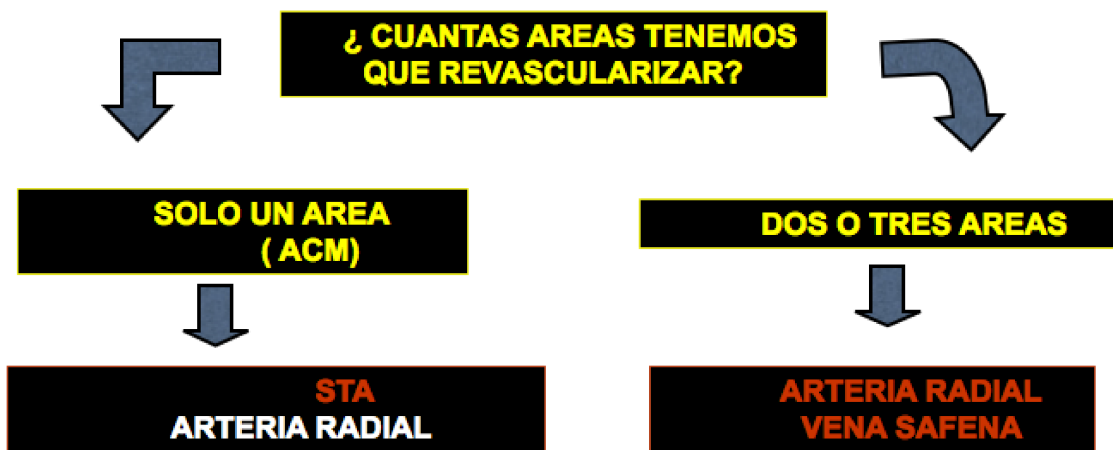 ¿ CUANTAS AREAS TENEMOS
QUE REVASCULARIZAR?
SOLO UN AREA
( ACM)
DOS O TRES AREAS
STA
ARTERIA RADIAL
ARTERIA RADIAL
VENA SAFENA